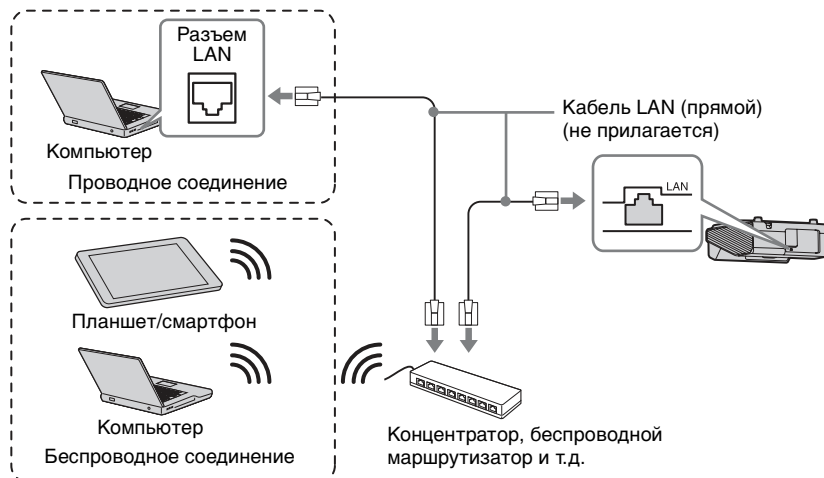 Разъем
LAN
Компьютер
Проводное соединение
Кабель LAN (прямой)
(не прилагается)
LAN
Планшет/смартфон
Компьютер
Беспроводное соединение
Концентратор, беспроводной
маршрутизатор и т.д.